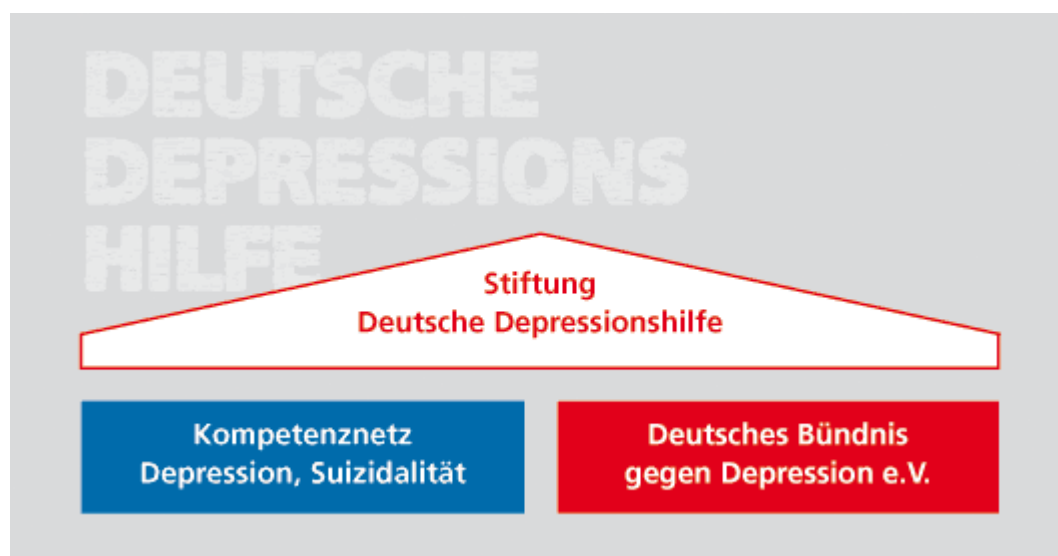 DEUTSCHE
DEPRESSIONS
HILFE
Stiftung
Deutsche Depressionshilfe
Kompetenznetz
Depression, Suizidalität
Deutsches Bündnis
gegen Depression e.V.